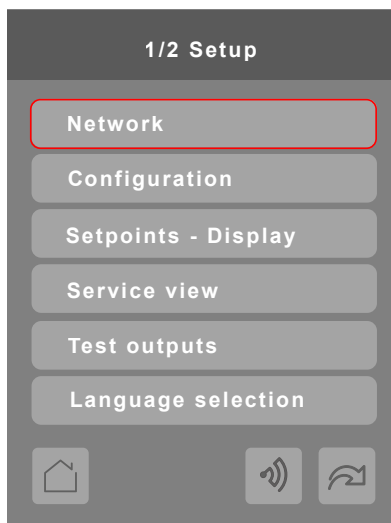 1/2 Setup
Network
Configuration
Setpoints - Display
Service view
Test outputs
Language selection